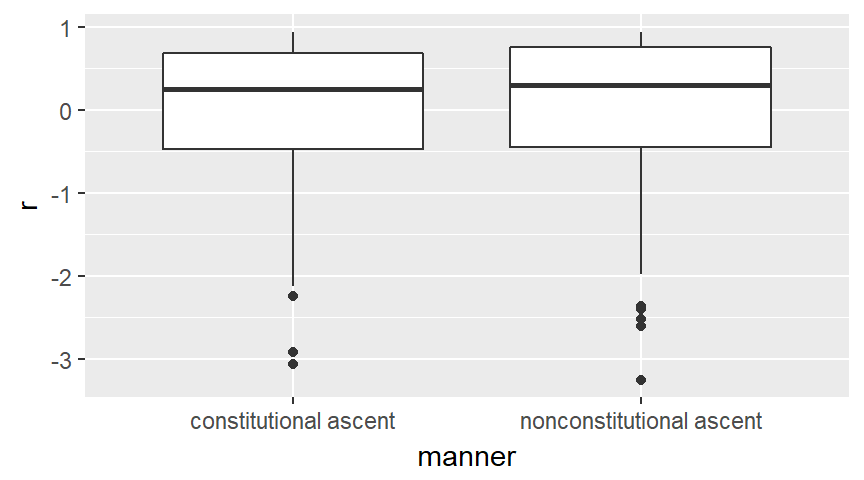 1
0
-1
-2
-3
r
constitutional ascent
nonconstitutional ascent
manner